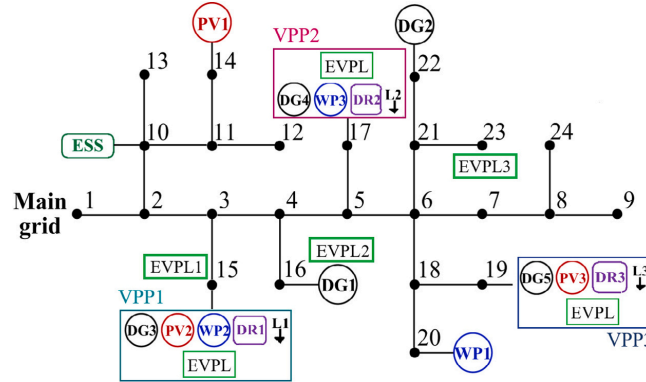 PV1
DG2
VPP2
13
14
EVPL
22
DG4 WP3 DR2 L2
ESS
10
11
12
17
21
23
24
EVPL3
Main
grid
1
2
3
4
5
6
7
8
9
EVPL1
15
EVPL2
16
DG1
18
19
VPP1
DG3 PV2 WP2 DR1 L1
EVPL
DG5 PV3 DR3 L3
EVPL
20
WP1